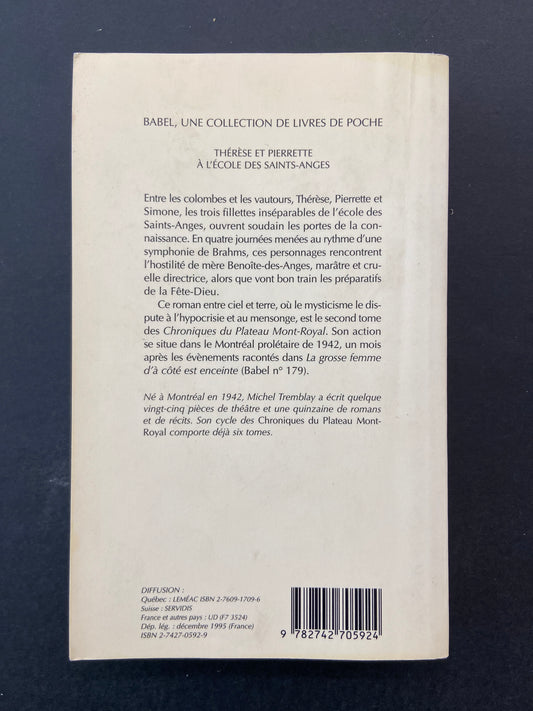 BABEL, UNE COLLECTION DE LIVRES DE POCHE
THÉRÈSE ET PIERRETTE
À L'ÉCOLE DES SAINTS-ANGES
Entre les colombes et les vautours, Thérèse, Pierrette et
Simone, les trois fillettes inséparables de l'école des
Saints-Anges, ouvrent soudain les portes de la con-
naissance. En quatre journées menées au rythme d'une
symphonie de Brahms, ces personnages rencontrent
l'hostilité de mère Benoîte-des-Anges, marâtre et cru-
elle directrice, alors que vont bon train les préparatifs
de la Fête-Dieu.
Ce roman entre ciel et terre, où le mysticisme le dis-
pute à l'hypocrisie et au mensonge, est le second tome
des Chroniques du Plateau Mont-Royal. Son action
se situe dans le Montréal prolétaire de 1942, un mois
après les évènements racontés dans La grosse femme
d'à côté est enceinte (Babel n° 179).
Né à Montréal en 1942, Michel Tremblay a écrit quelque
vingt-cinq pièces de théâtre et une quinzaine de romans
et de récits. Son cycle des Chroniques du Plateau Mont-
Royal comporte déjà six tomes.
DIFFUSION :
Québec : LEMÉAC ISBN 2-7609-1709-6
Suisse : SERVIDIS
France et autres pays : UD (F7 3524)
Dép. lég. : décembre 1995 (France)
ISBN 2-7427-0592-9
9 782742 705924